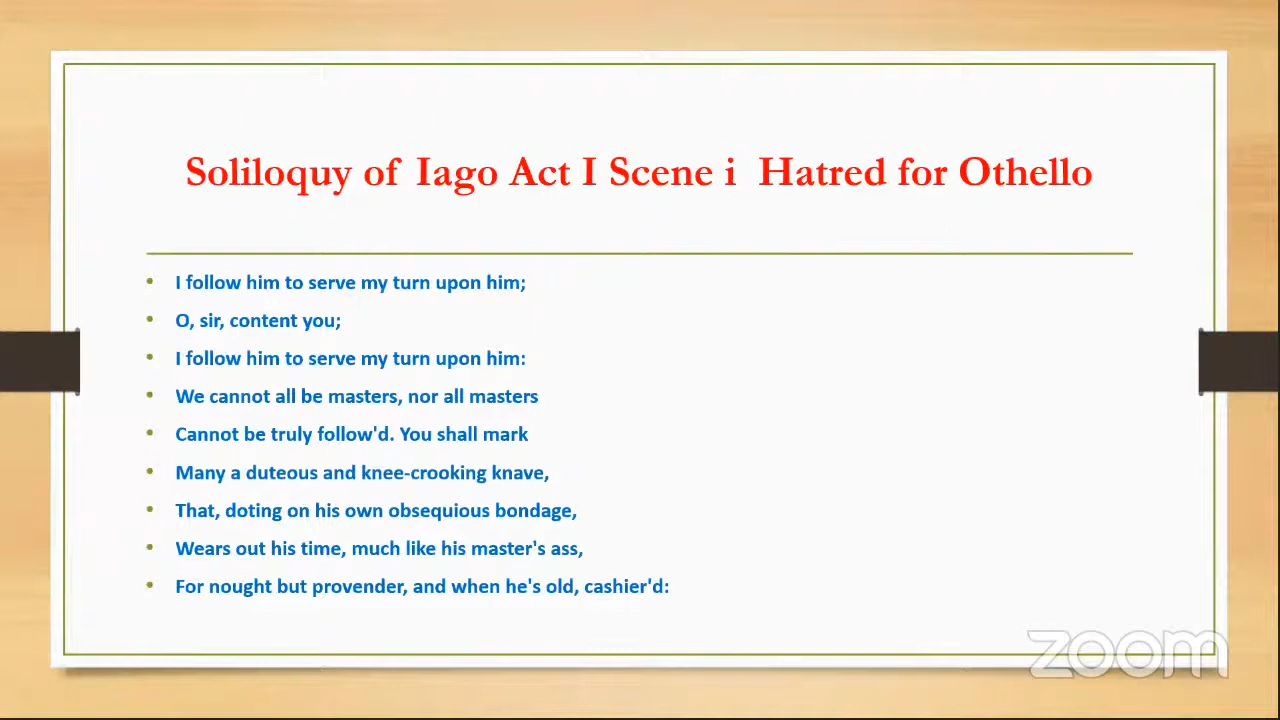 Soliloquy of Iago Act I Scene i Hatred for Othello
• I follow him to serve my turn upon him;
• O, sir, content you;
• I follow him to serve my turn upon him:
• We cannot all be masters, nor all masters
• Cannot be truly follow'd. You shall mark
• Many a duteous and knee-crooking knave,
• That, doting on his own obsequious bondage,
• Wears out his time, much like his master's ass,
• For nought but provender, and when he's old, cashier'd:
zoom